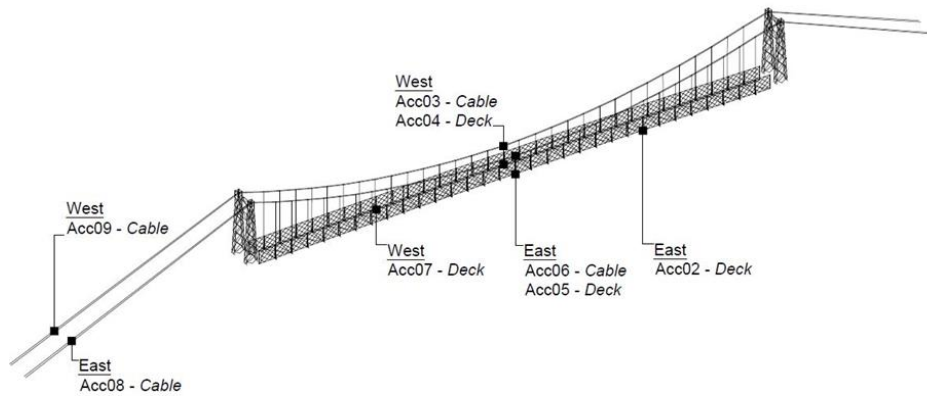 West
Acc03 - Cable
Acc04 - Deck
West
Acc09 - Cable
West
Acc07 - Deck
East
Acc06 - Cable
Acc05 - Deck
East
Acc02 - Deck
East
Acc08 - Cable